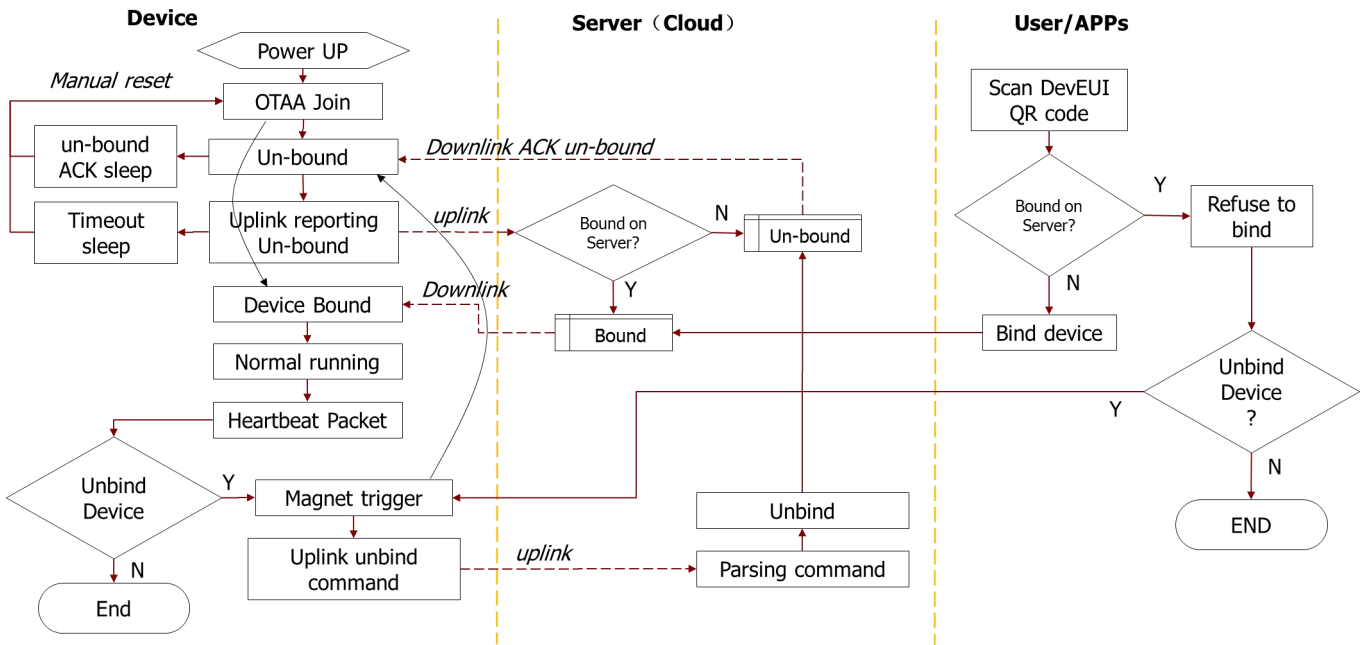 Device
Server（Cloud）
User/APPs
Power UP
Manual reset
OTAA Join
un-bound
ACK sleep
Un-bound
Downlink ACK un-bound
Timeout
sleep
Uplink reporting
Un-bound
uplink
Bound on
Server?
N
Un-bound
Y
Downlink
Bound
Device Bound
Normal running
Heartbeat Packet
Unbind
Device
Y
N
End
Magnet trigger
Uplink unbind
command
uplink
Unbind
Parsing command
Scan DevEUI
QR code
Bound on
Server?
Y
Refuse to
bind
N
Bind device
Unbind
Device
?
Y
N
END